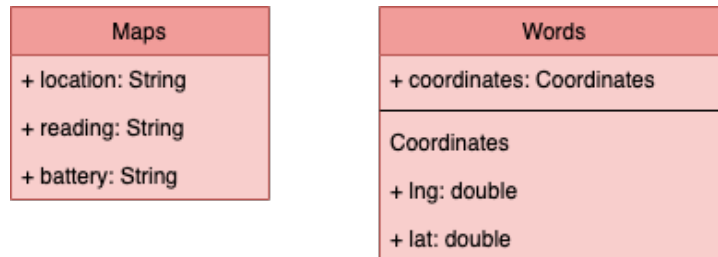 Maps
+ location: String
+ reading: String
+ battery: String
Words
+ coordinates: Coordinates
Coordinates
+ lng: double
+ lat: double